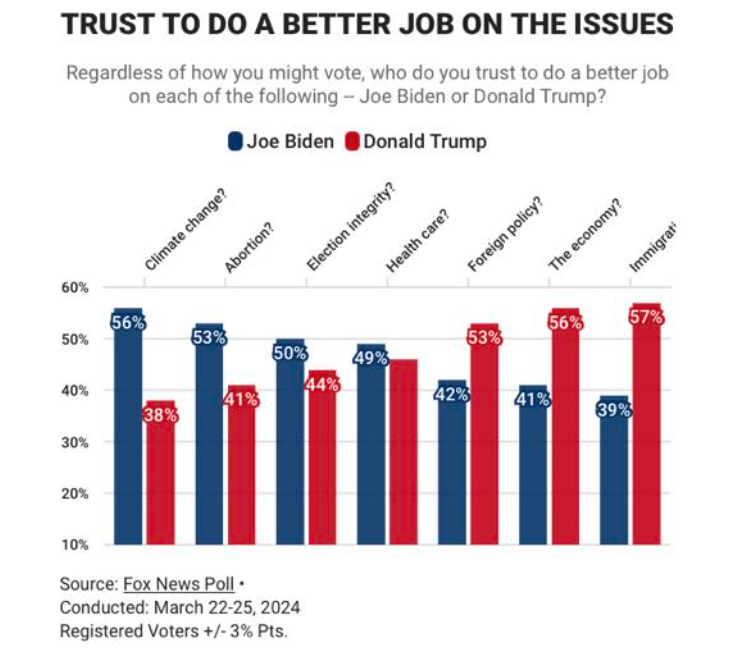 TRUST TO DO A BETTER JOB ON THE ISSUES
Regardless of how you might vote, who do you trust to do a better job
on each of the following -- Joe Biden or Donald Trump?
Joe Biden Donald Trump
Climate change?
Abortion?
Election integrity?
Health care?
Foreign policy?
The economy?
Immigrati
60%
50%
40%
30%
20%
10%
56%
38%
53%
41%
50%
44%
49%
42%
53%
41%
56%
39%
57%
Source: Fox News Poll •
Conducted: March 22-25, 2024
Registered Voters +/- 3% Pts.